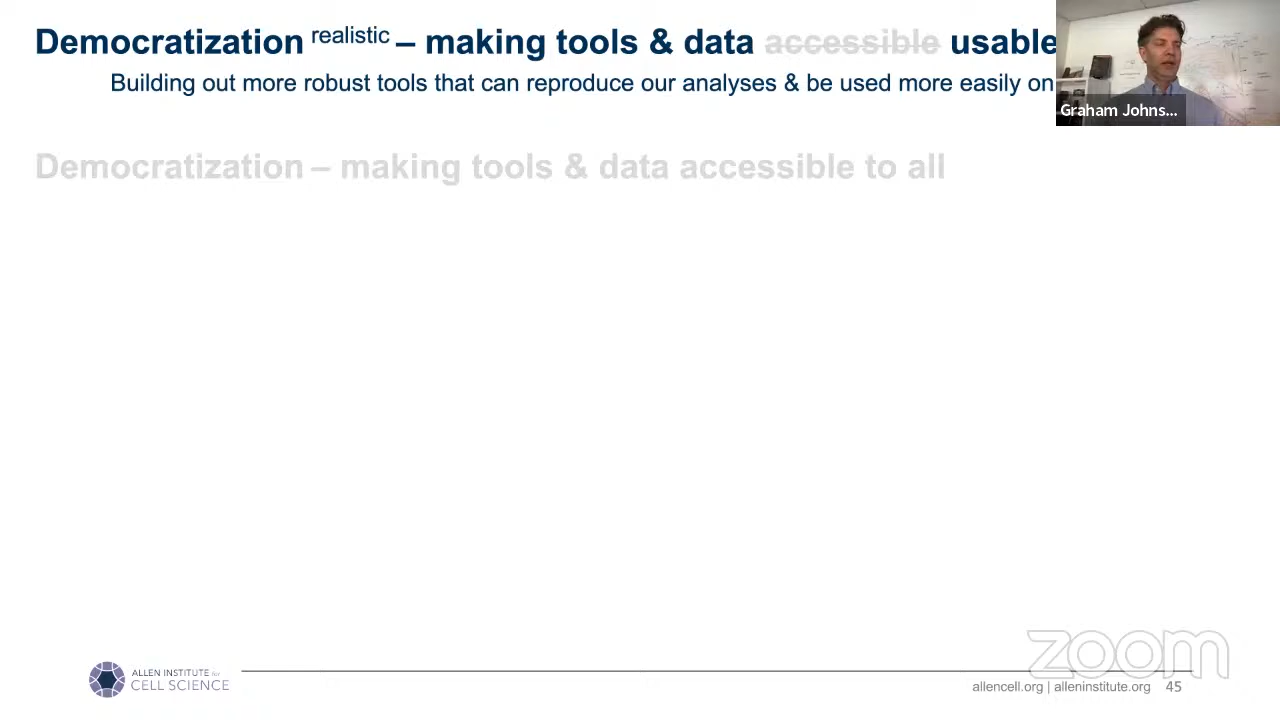 Democratization realistic – making tools & data accessible usable
Building out more robust tools that can reproduce our analyses & be used more easily on
Graham Johns...
Democratization – making tools & data accessible to all
zoom
ALLEN INSTITUTE for
CELL SCIENCE
allencell.org | alleninstitute.org 45